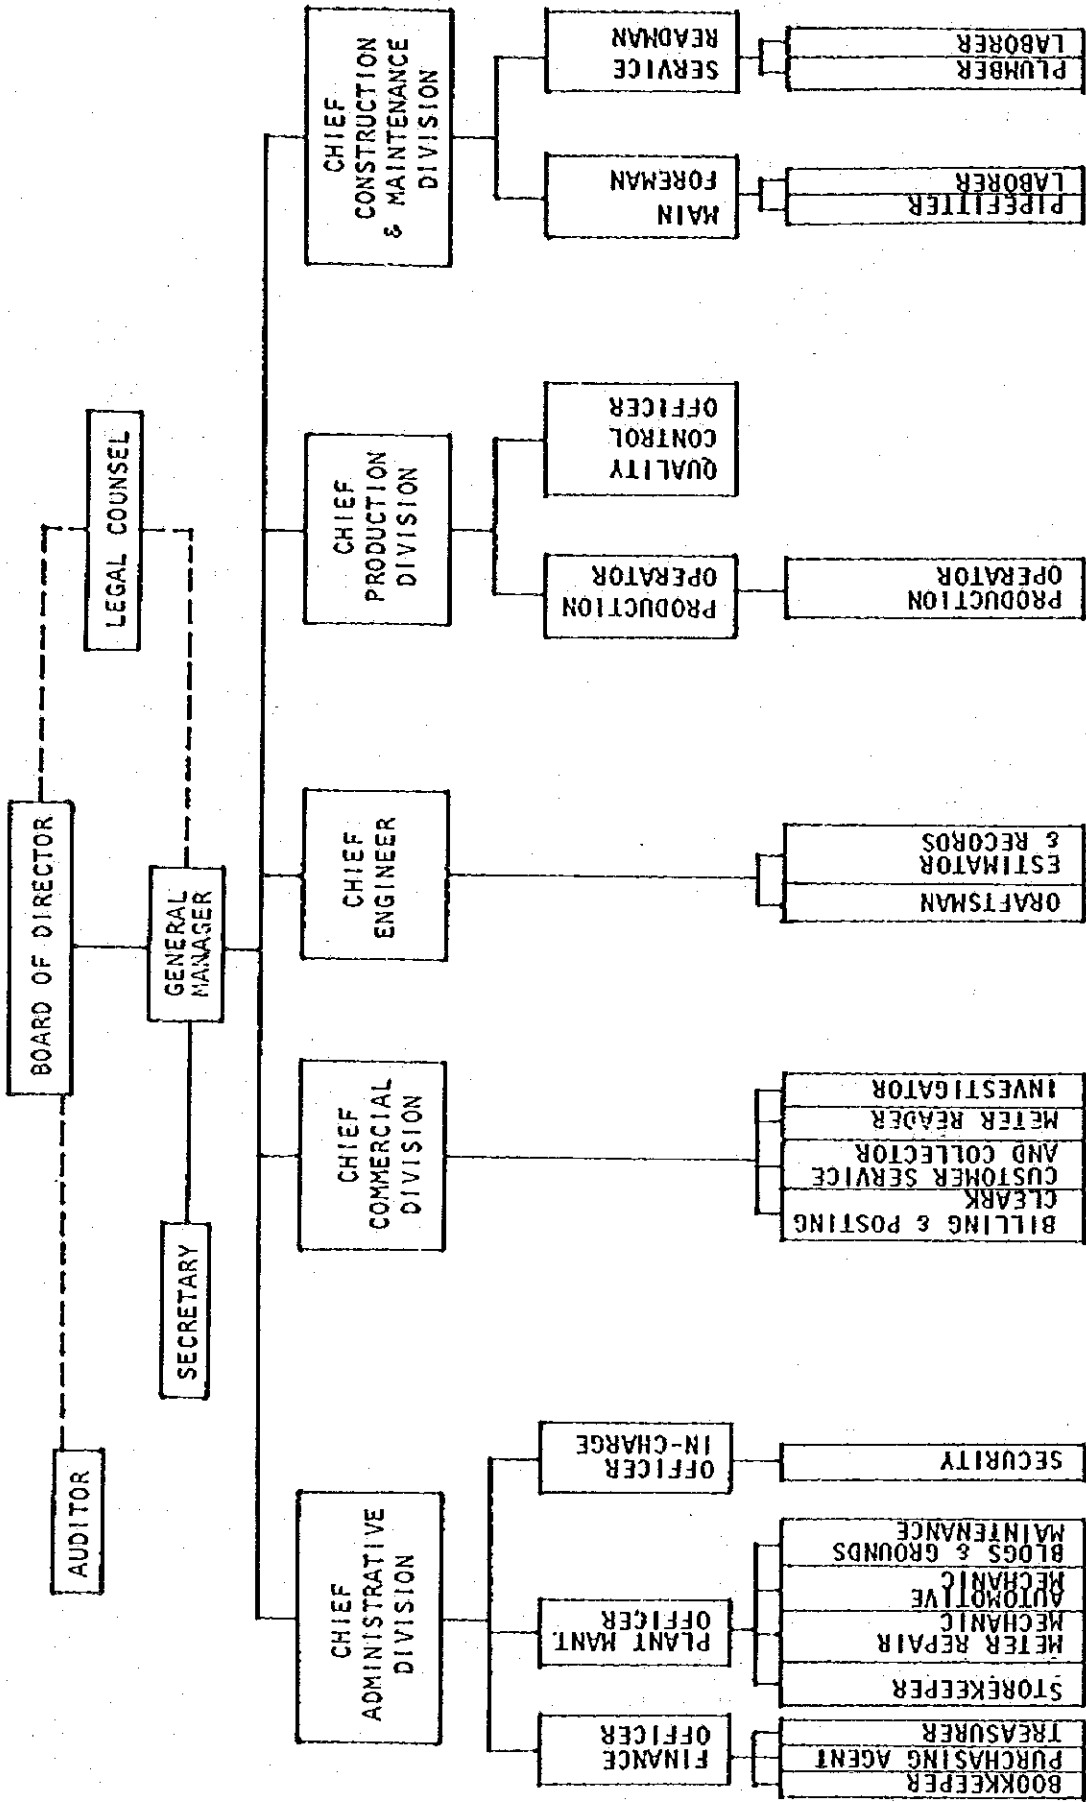 BOARD OF DIRECTOR
AUDITOR
LEGAL COUNSEL
GENERAL
MANAGER
SECRETARY
CHIEF
ADMINISTRATIVE
DIVISION
CHIEF
COMMERCIAL
DIVISION
CHIEF
ENGINEER
CHIEF
PRODUCTION
DIVISION
CHIEF
CONSTRUCTION
& MAINTENANCE
DIVISION
FINANCE
OFFICER
PLANT MANT.
OFFICER
OFFICER
IN-CHARGE
PRODUCTION
OPERATOR
QUALITY
CONTROL
OFFICER
MAIN
FOREMAN
SERVICE
READMAN
BOOKKEEPER
PURCHASING AGENT
TREASURER
STOREKEEPER
METER REPAIR
MECHANIC
AUTOMOTIVE
MECHANIC
BLOGS & GROUNDS
MAINTENANCE
SECURITY
BILLING & POSTING
CLEARK
CUSTOMER SERVICE
AND COLLECTOR
METER READER
INVESTIGATOR
ORAFTSMAN
ESTIMATOR
& RECORDS
PRODUCTION
OPERATOR
PIPEFITTER
LABORER
PLUMBER
LABORER